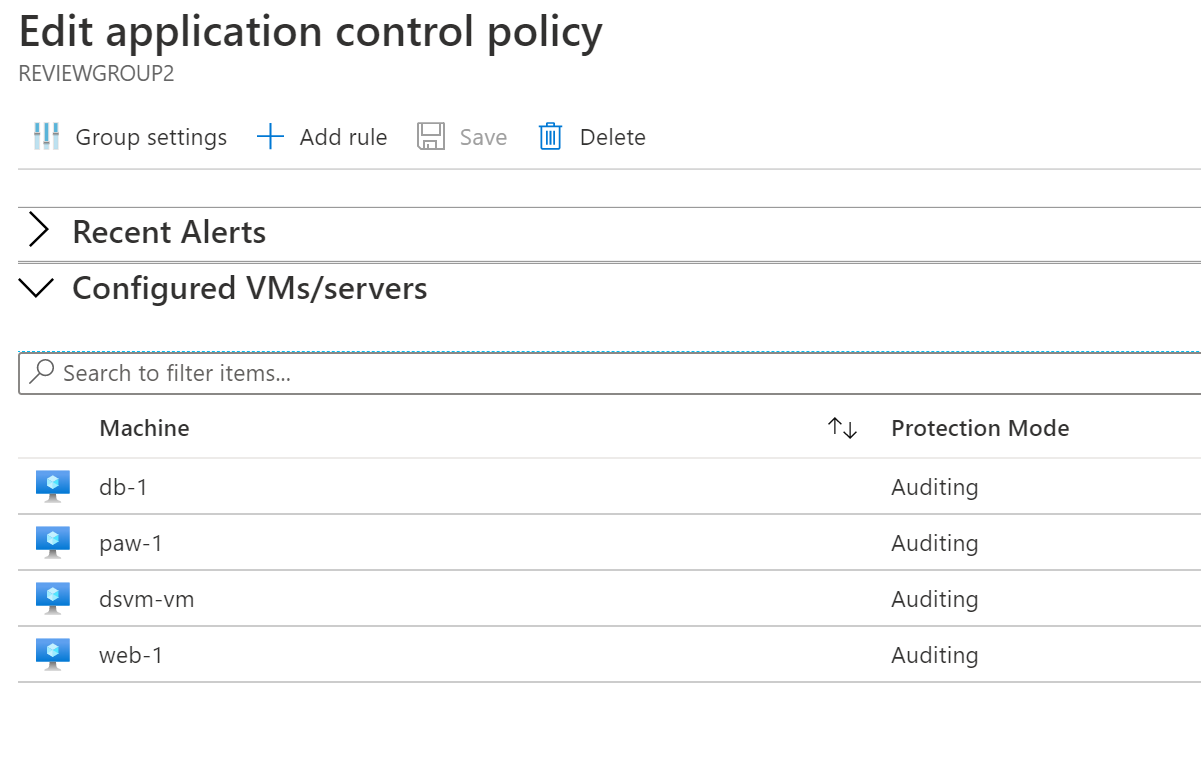 Edit application control policy
REVIEWGROUP2
Group settings Add rule Save Delete
Recent Alerts
Configured VMs/servers
Search to filter items...
Machine Protection Mode
db-1 Auditing
paw-1 Auditing
dsvm-vm Auditing
web-1 Auditing